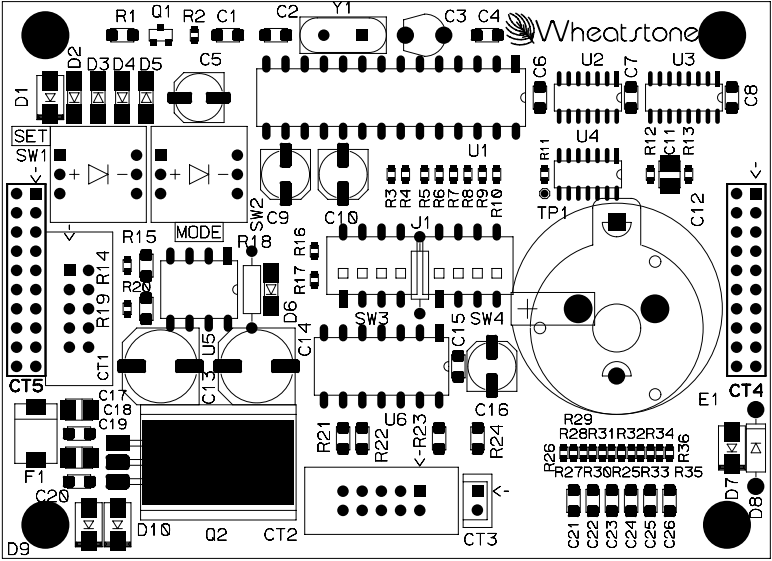 R1 Q1 R2 C1 C2 Y1 C3 C4 Wheatstone
D1 D2 D3 D4 D5 C5 C6 U2 C7 U3 C8
SET
SW1
U1
U4
R11 R12 C11 R13
MODE
SW2 C9 C10
R3 R4 R5 R6 R7 R8 R9 R10
TP1 C12
J1
R15 R18 R16
R14
R20 R17
R19
D6
SW3 SW4
CT1 C13 U5 C14 C15
CT5 CT4
C17
C18
C19
E1
U6 C16
R21 R22 R23 R24
R29
R28 R31 R32 R34
R26 R36
R27 R30 R25 R33 R35
F1
C20
D7 D8
C21 C22 C23 C24 C25 C26
D9 D10 Q2 CT2 CT3